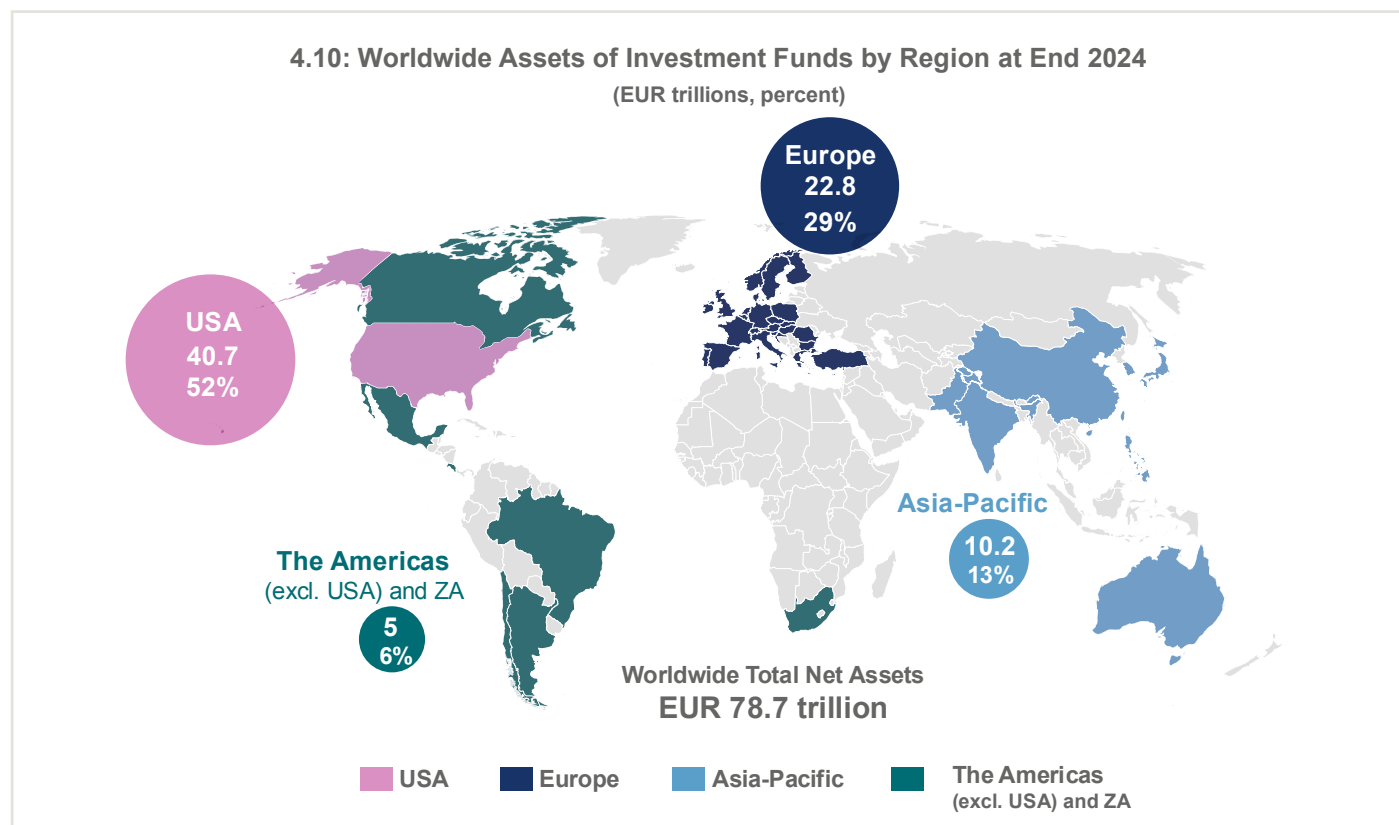 4.10: Worldwide Assets of Investment Funds by Region at End 2024
(EUR trillions, percent)
Europe
22.8
29%
USA
40.7
52%
Asia-Pacific
10.2
13%
The Americas
(excl. USA) and ZA
5
6%
Worldwide Total Net Assets
EUR 78.7 trillion
USA
Europe
Asia-Pacific
The Americas
(excl. USA) and ZA